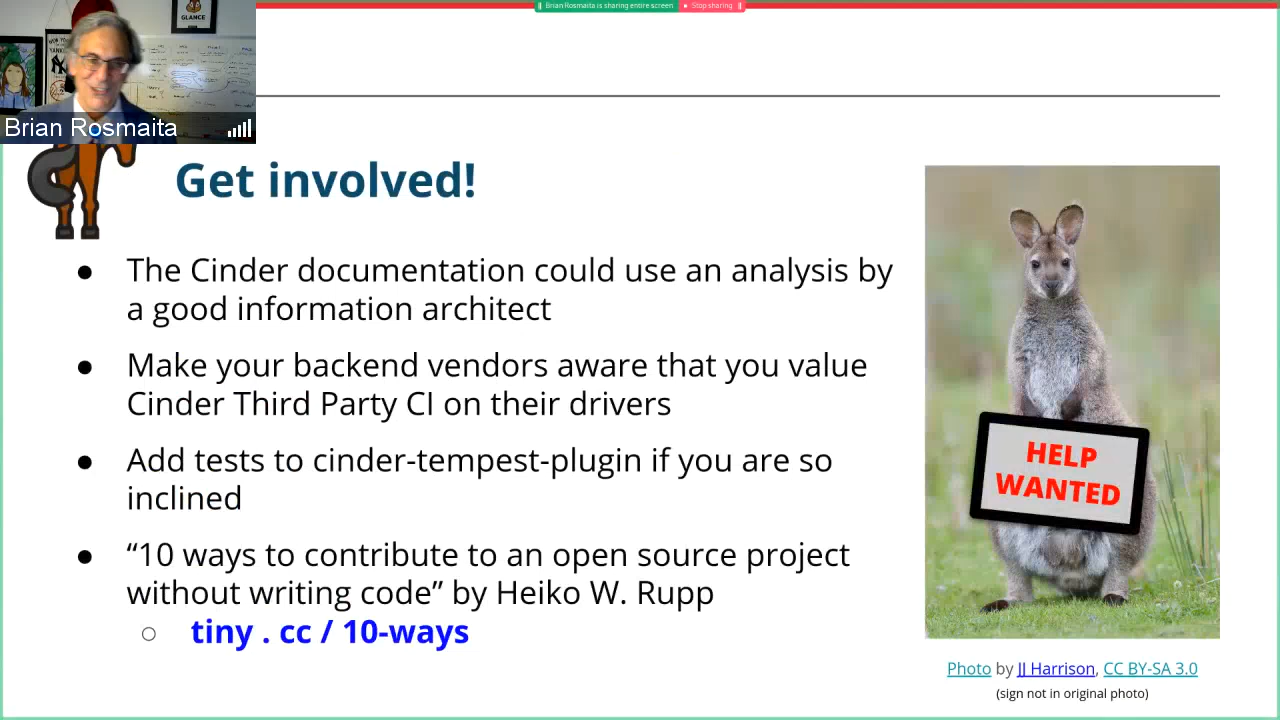 Brian Rosmaita is sharing entire screen
Stop sharing
GLANCE
Brian Rosmaita
Get involved!
● The Cinder documentation could use an analysis by
a good information architect
● Make your backend vendors aware that you value
Cinder Third Party CI on their drivers
● Add tests to cinder-tempest-plugin if you are so
inclined
● “10 ways to contribute to an open source project
without writing code” by Heiko W. Rupp
○ tiny . cc / 10-ways
HELP
WANTED
Photo by JJ Harrison, CC BY-SA 3.0
(sign not in original photo)